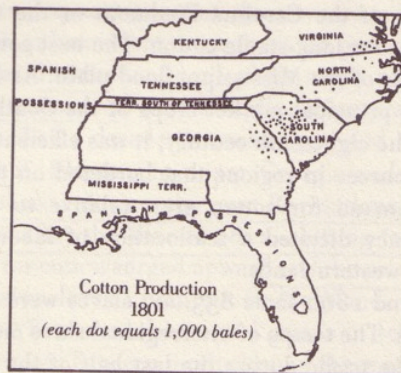 KENTUCKY
VIRGINIA
SPANISH
POSSESSIONS
TENNESSEE
NORTH
CAROLINA
TERR. SOUTH OF TENNESSEE
SOUTH
CAROLINA
GEORGIA
MISSISSIPPI TERR.
SPANISH POSSESSIONS
Cotton Production
1801
(each dot equals 1,000 bales)